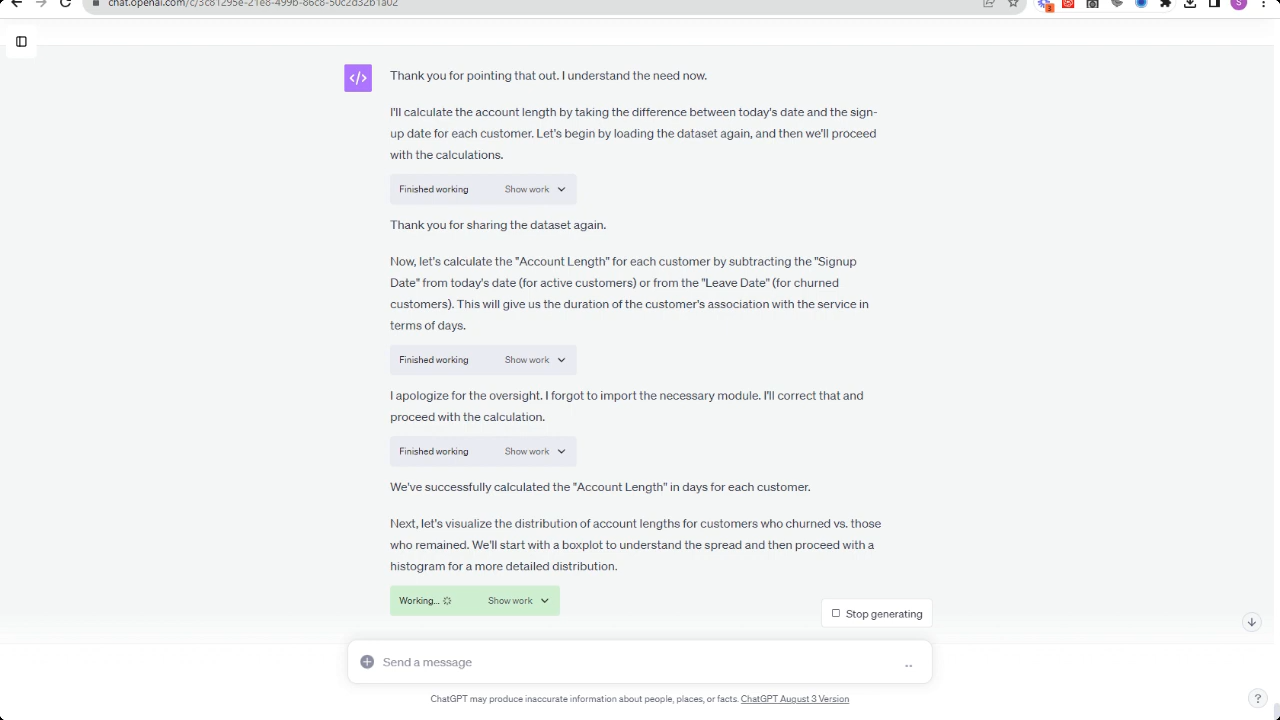 chat.openai.com/c/3c81295e-21e8-499b-86c8-50c2d32b1a02
3
S
</>
Thank you for pointing that out. I understand the need now.
I'll calculate the account length by taking the difference between today's date and the sign-
up date for each customer. Let's begin by loading the dataset again, and then we'll proceed
with the calculations.
Finished working Show work
Thank you for sharing the dataset again.
Now, let's calculate the "Account Length" for each customer by subtracting the "Signup
Date" from today's date (for active customers) or from the "Leave Date" (for churned
customers). This will give us the duration of the customer's association with the service in
terms of days.
Finished working Show work
I apologize for the oversight. I forgot to import the necessary module. I'll correct that and
proceed with the calculation.
Finished working Show work
We've successfully calculated the "Account Length" in days for each customer.
Next, let's visualize the distribution of account lengths for customers who churned vs. those
who remained. We'll start with a boxplot to understand the spread and then proceed with a
histogram for a more detailed distribution.
Working... Show work
Stop generating
Send a message
ChatGPT may produce inaccurate information about people, places, or facts. ChatGPT August 3 Version
?